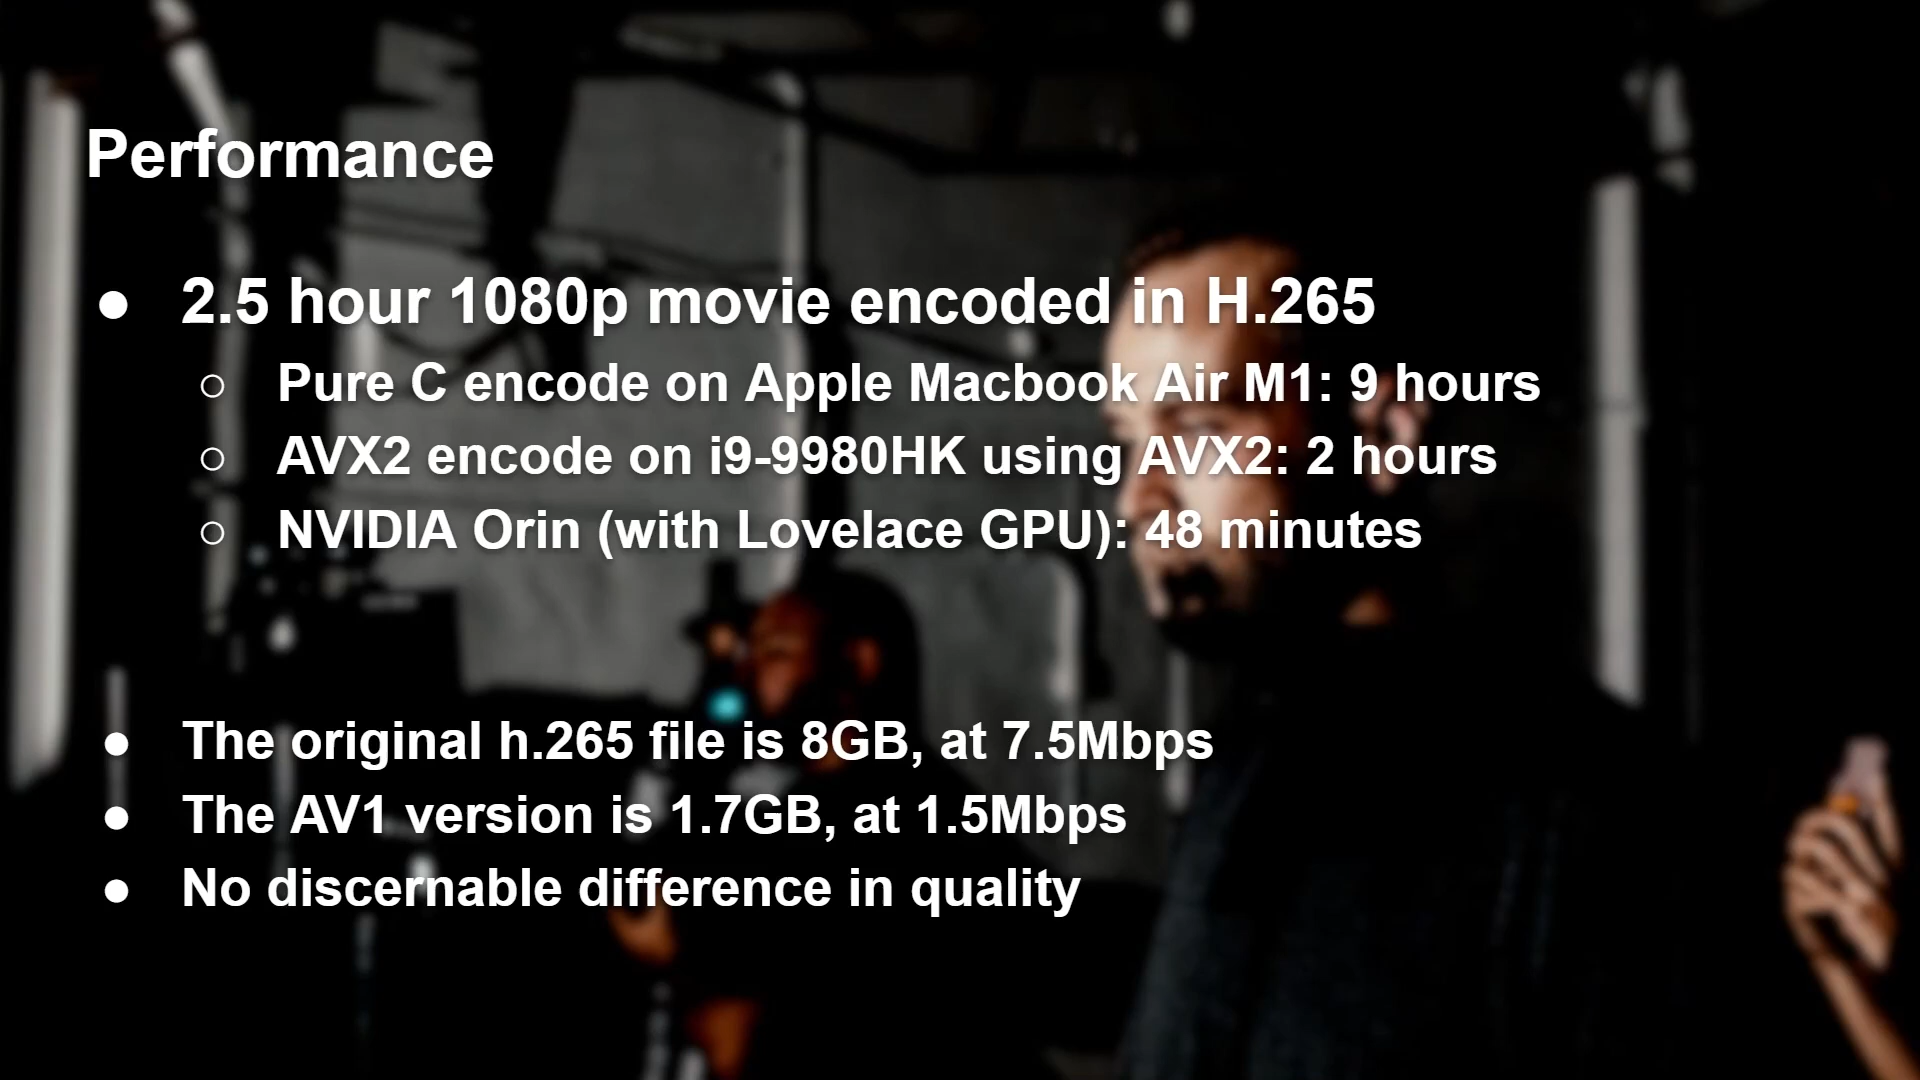 Performance
● 2.5 hour 1080p movie encoded in H.265
○ Pure C encode on Apple Macbook Air M1: 9 hours
○ AVX2 encode on i9-9980HK using AVX2: 2 hours
○ NVIDIA Orin (with Lovelace GPU): 48 minutes
● The original h.265 file is 8GB, at 7.5Mbps
● The AV1 version is 1.7GB, at 1.5Mbps
● No discernable difference in quality